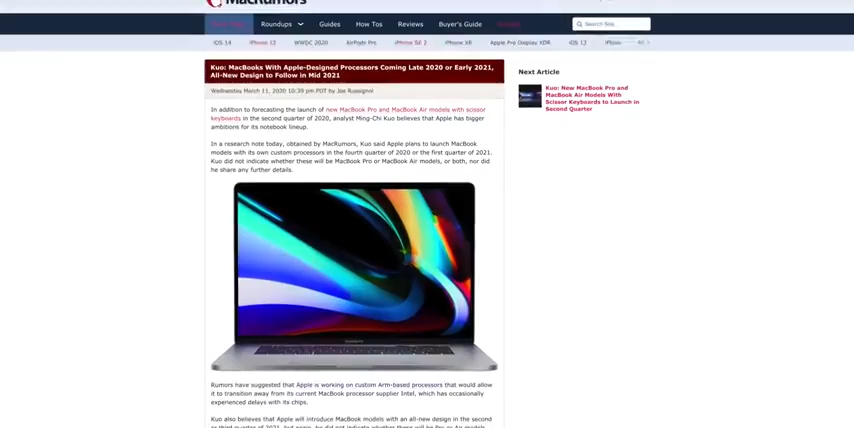 MacRumors
Roundups
Guides
How Tos
Reviews
Buyer's Guide
iOS 14
iPhone 12
WWDC 2020
AirPods Pro
iPhone SE 2
iPhone XR
Apple Pro Display XDR
iOS 13
Kuo: MacBooks With Apple-Designed Processors Coming Late 2020 or Early 2021,
All-New Design to Follow in Mid 2021
Wednesday March 11, 2020 10:39 pm PDT by Joe Rossignol
In addition to forecasting the launch of new MacBook Pro and MacBook Air models with scissor
keyboards in the second quarter of 2020, analyst Ming-Chi Kuo believes that Apple has bigger
ambitions for its notebook lineup.
In a research note today, obtained by MacRumors, Kuo said Apple plans to launch MacBook
models with its own custom processors in the fourth quarter of 2020 or the first quarter of 2021.
Kuo did not indicate whether these will be MacBook Pro or MacBook Air models, or both, nor did
he share any further details.
Rumors have suggested that Apple is working on custom Arm-based processors that would allow
it to transition away from its current MacBook processor supplier Intel, which has occasionally
experienced delays with its chips.
Kuo also believes that Apple will introduce MacBook models with an all-new design in the second
Next Article
Kuo: New MacBook Pro and
MacBook Air Models With
Scissor Keyboards to Launch in
Second Quarter